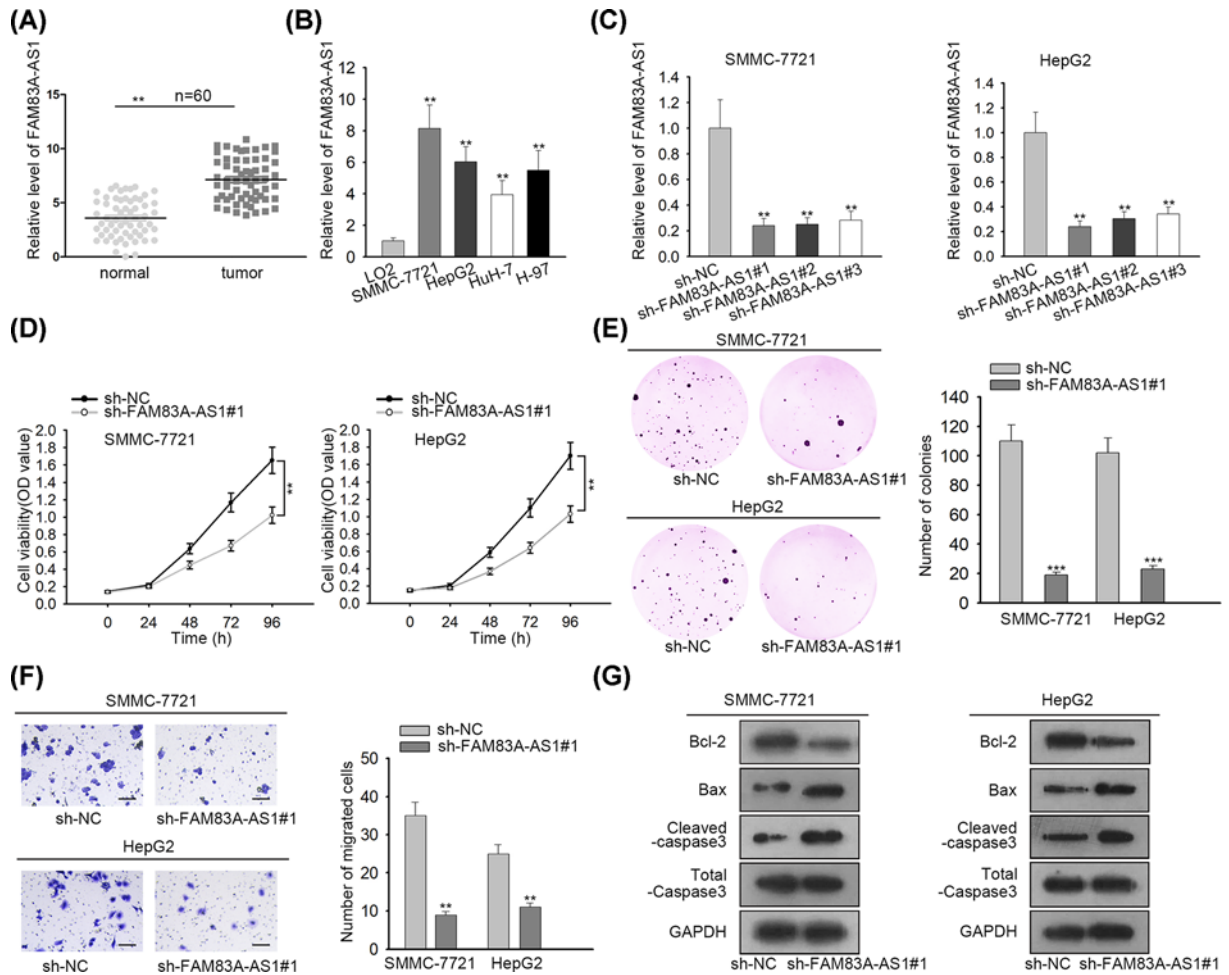 (A)
Relative level of FAM83A-AS1
15
10
5
0
** n=60
normal tumor
(B)
Relative level of FAM83A-AS1
12
10
8
6
4
2
0
**
**
**
**
LO2
SMMC-7721
HepG2
HuH-7
H-97
(C)
SMMC-7721
Relative level of FAM83A-AS1
1.4
1.2
1.0
0.8
0.6
0.4
0.2
0.0
** ** **
sh-NC
sh-FAM83A-AS1#1
sh-FAM83A-AS1#2
sh-FAM83A-AS1#3
HepG2
Relative level of FAM83A-AS1
1.4
1.2
1.0
0.8
0.6
0.4
0.2
0.0
** ** **
sh-NC
sh-FAM83A-AS1#1
sh-FAM83A-AS1#2
sh-FAM83A-AS1#3
(D)
sh-NC
sh-FAM83A-AS1#1
SMMC-7721
Cell viability(OD value)
2.0
1.8
1.6
1.4
1.2
1.0
0.8
0.6
0.4
0.2
0.0
**
0 24 48 72 96
Time (h)
sh-NC
sh-FAM83A-AS1#1
HepG2
Cell viability(OD value)
2.0
1.8
1.6
1.4
1.2
1.0
0.8
0.6
0.4
0.2
0.0
**
0 24 48 72 96
Time (h)
(E)
SMMC-7721
sh-NC sh-FAM83A-AS1#1
HepG2
sh-NC sh-FAM83A-AS1#1
sh-NC
sh-FAM83A-AS1#1
Number of colonies
140
120
100
80
60
40
20
0
*** ***
SMMC-7721 HepG2
(F)
SMMC-7721
sh-NC sh-FAM83A-AS1#1
HepG2
sh-NC sh-FAM83A-AS1#1
sh-NC
sh-FAM83A-AS1#1
Number of migrated cells
50
40
30
20
10
0
** **
SMMC-7721 HepG2
(G)
SMMC-7721
Bcl-2
Bax
Cleaved
-caspase3
Total
-Caspase3
GAPDH
sh-NC sh-FAM83A-AS1#1
HepG2
Bcl-2
Bax
Cleaved
-caspase3
Total
-Caspase3
GAPDH
sh-NC sh-FAM83A-AS1#1